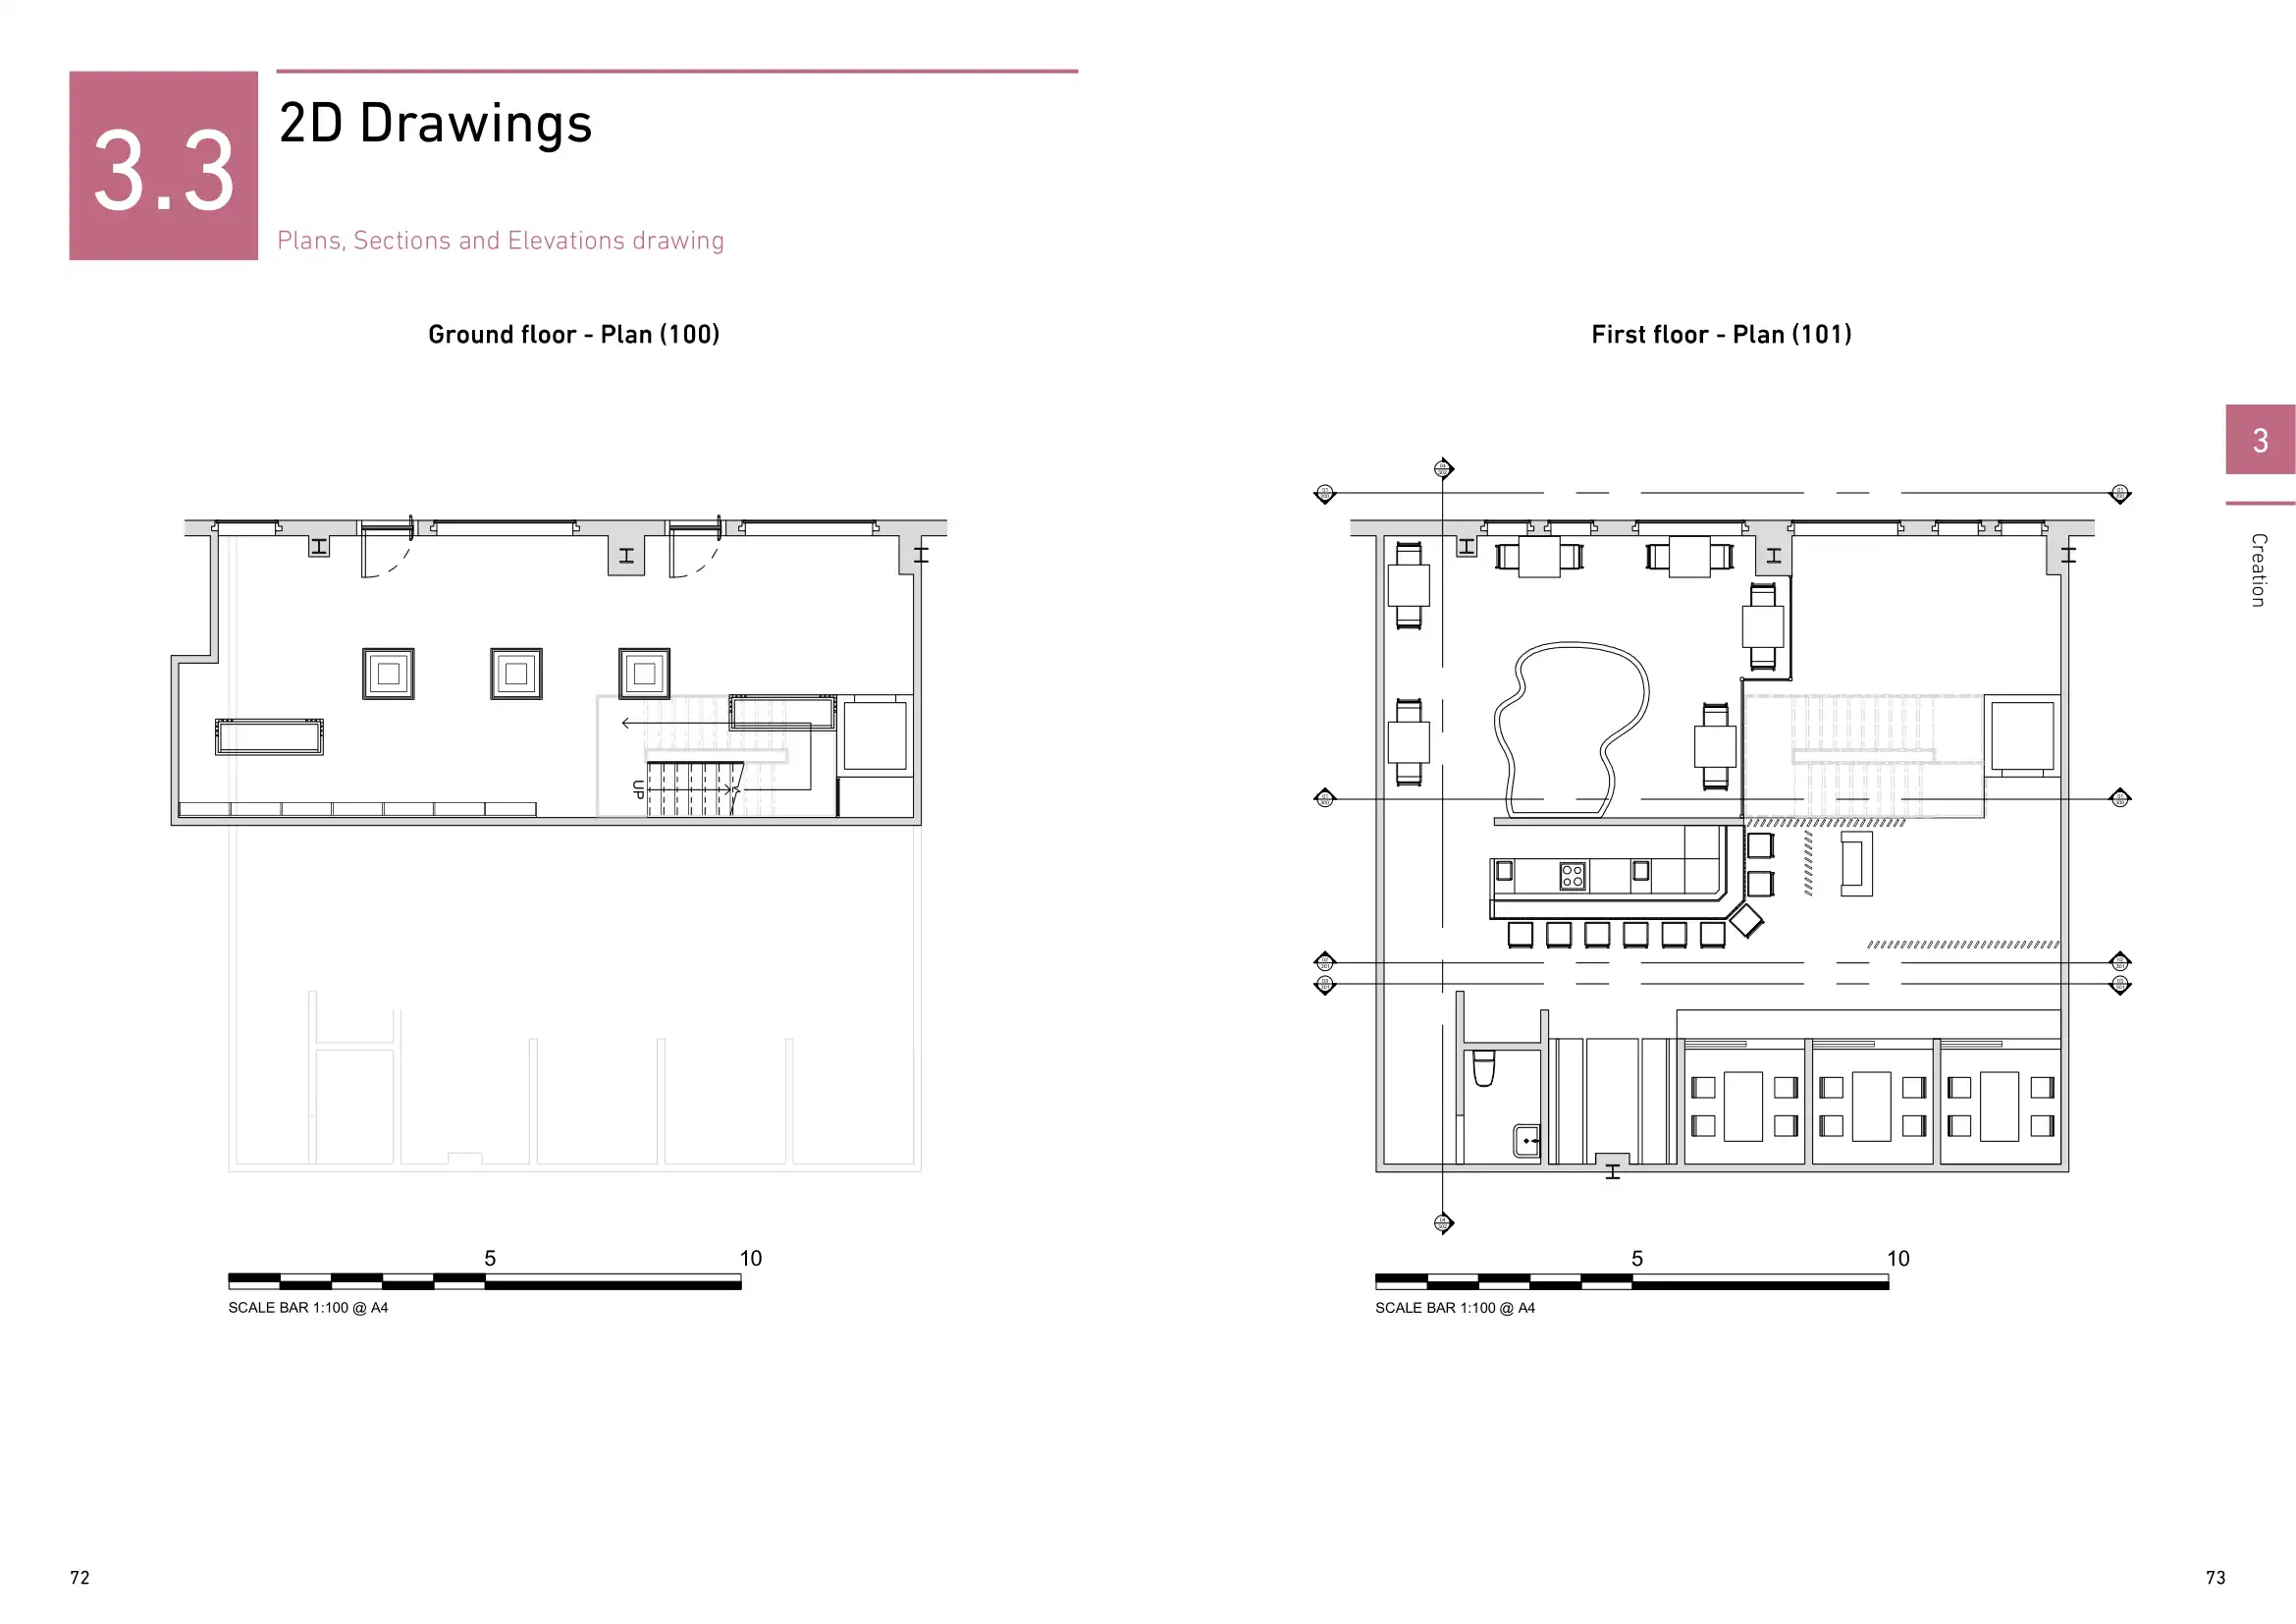 3.3
2D Drawings
Plans, Sections and Elevations drawing
Ground floor - Plan (100)
UP
5 10
SCALE BAR 1:100 @ A4
72
First floor - Plan (101)
5 10
SCALE BAR 1:100 @ A4
3
Creation
73